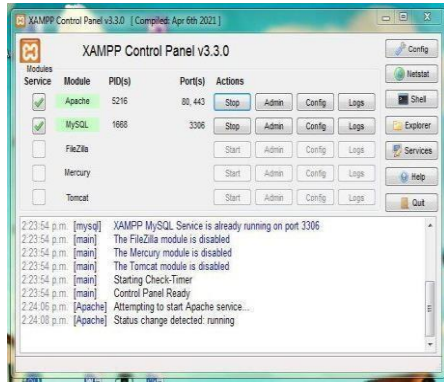 XAMPP Control Panel v3.3.0 [ Compiled: Apr 6th 2021 ]
XAMPP Control Panel v3.3.0
Config
Modules
Service Module PID(s) Port(s) Actions
Netstat
Apache 5216 80, 443 Stop Admin Config Logs
Shell
MySQL 1668 3306 Stop Admin Config Logs
Explorer
FileZilla Start Admin Config Logs
Services
Mercury Start Admin Config Logs
Help
Tomcat Start Admin Config Logs
Quit
2:23:54 p.m. [mysql] XAMPP MySQL Service is already running on port 3306
2:23:54 p.m. [main] The FileZilla module is disabled
2:23:54 p.m. [main] The Mercury module is disabled
2:23:54 p.m. [main] The Tomcat module is disabled
2:23:54 p.m. [main] Starting Check-Timer
2:23:54 p.m. [main] Control Panel Ready
2:24:06 p.m. [Apache] Attempting to start Apache service...
2:24:08 p.m. [Apache] Status change detected: running